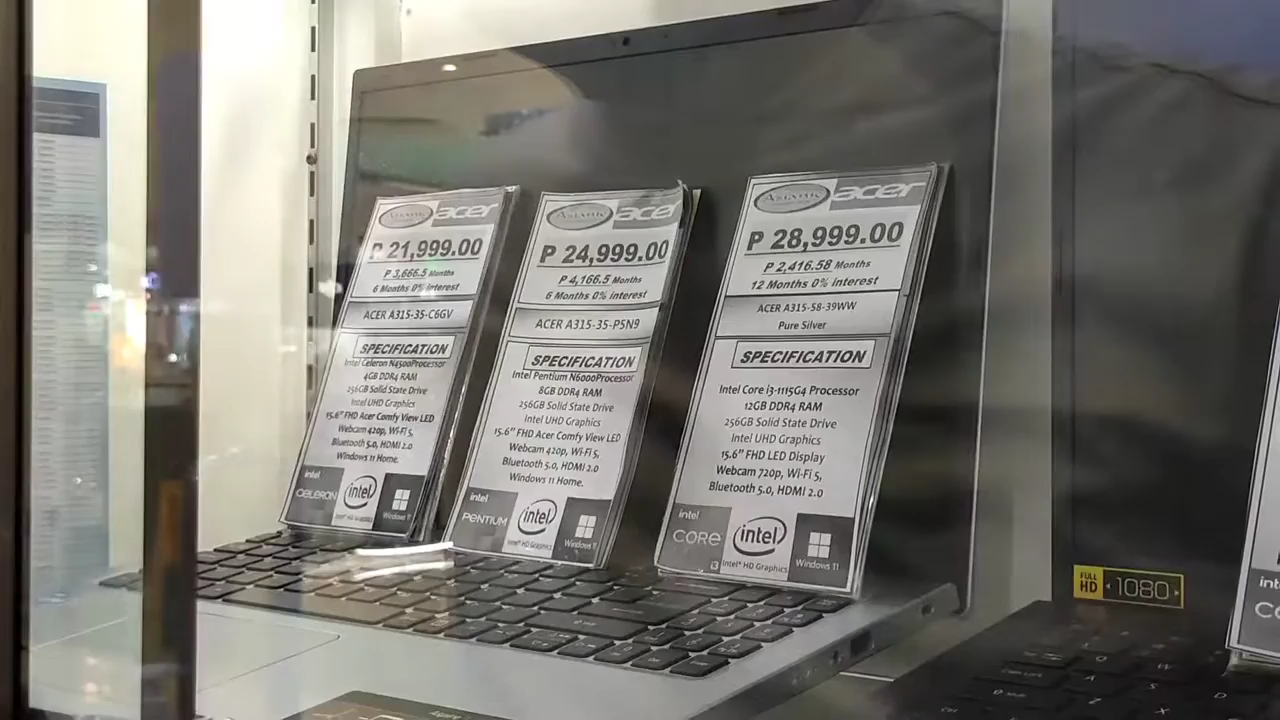 acer
P 21,999.00
P 3,666.5 Months
6 Months 0% interest
ACER A315-35-C6GV
SPECIFICATION
Intel Celeron N4500Processor
4GB DDR4 RAM
256GB Solid State Drive
Intel UHD Graphics
15.6" FHD Acer Comfy View LED
Webcam 420p, Wi-Fi 5,
Bluetooth 5.0, HDMI 2.0
Windows 11 Home.
intel
CELERON
intel
Windows 11
acer
P 24,999.00
P 4,166.5 Months
6 Months 0% interest
ACER A315-35-P5N9
SPECIFICATION
Intel Pentium N6000Processor
8GB DDR4 RAM
256GB Solid State Drive
Intel UHD Graphics
15.6" FHD Acer Comfy View LED
Webcam 420p, Wi-Fi 5,
Bluetooth 5.0, HDMI 2.0
Windows 11 Home.
intel
PENTIUM
intel
Intel® HD Graphics
Windows 11
acer
P 28,999.00
P 2,416.58 Months
12 Months 0% interest
ACER A315-58-39WW
Pure Silver
SPECIFICATION
Intel Core i3-1115G4 Processor
12GB DDR4 RAM
256GB Solid State Drive
Intel UHD Graphics
15.6" FHD LED Display
Webcam 720p, Wi-Fi 5,
Bluetooth 5.0, HDMI 2.0
intel
CORE
i3
intel
Intel® HD Graphics
Windows 11
FULL HD 1080